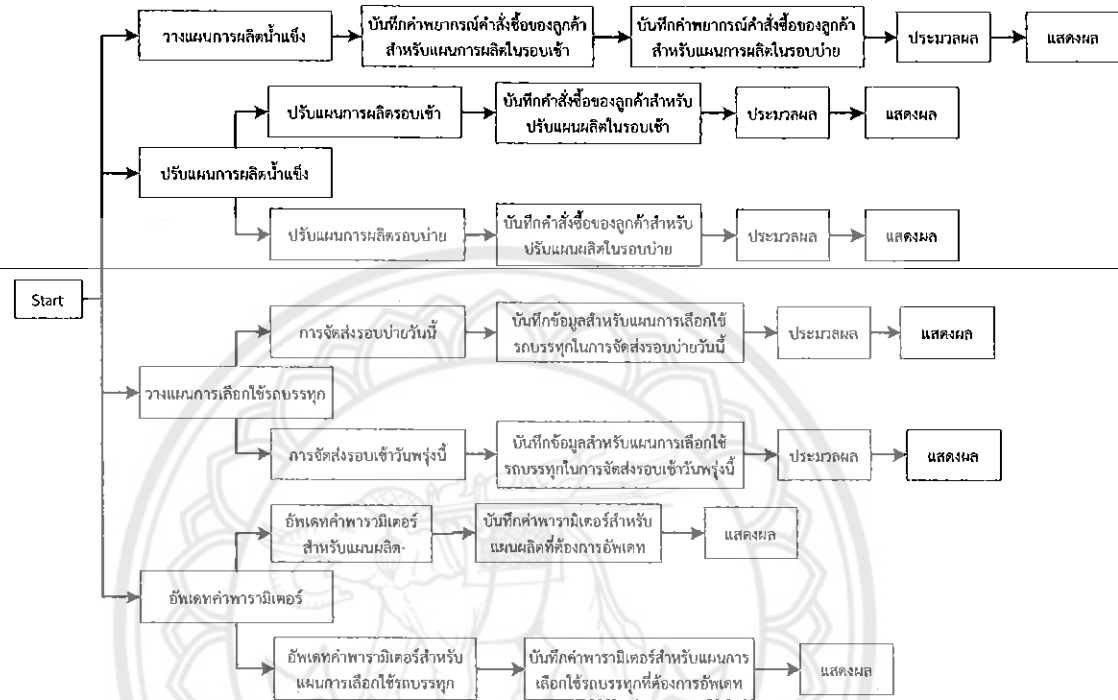 วางแผนการผลิตน้ำแข็ง
บันทึกค่าพยากรณ์คำสั่งซื้อของลูกค้า
สำหรับแผนการผลิตในรอบเช้า
บันทึกค่าพยากรณ์คำสั่งซื้อของลูกค้า
สำหรับแผนการผลิตในรอบบ่าย
ประมวลผล
แสดงผล
ปรับแผนการผลิตรอบเช้า
บันทึกคำสั่งซื้อของลูกค้าสำหรับ
ปรับแผนผลิตในรอบเช้า
ประมวลผล
แสดงผล
ปรับแผนการผลิตน้ำแข็ง
ปรับแผนการผลิตรอบบ่าย
บันทึกคำสั่งซื้อของลูกค้าสำหรับ
ปรับแผนผลิตในรอบบ่าย
ประมวลผล
แสดงผล
Start
การจัดส่งรอบบ่ายวันนี้
บันทึกข้อมูลสำหรับแผนการเลือกใช้
รถบรรทุกในการจัดส่งรอบบ่ายวันนี้
ประมวลผล
แสดงผล
วางแผนการเลือกใช้รถบรรทุก
การจัดส่งรอบเช้าวันพรุ่งนี้
บันทึกข้อมูลสำหรับแผนการเลือกใช้
รถบรรทุกในการจัดส่งรอบเช้าวันพรุ่งนี้
ประมวลผล
แสดงผล
อัพเดทค่าพารามิเตอร์
สำหรับแผนผลิต
บันทึกค่าพารามิเตอร์สำหรับ
แผนผลิตที่ต้องการอัพเดท
แสดงผล
อัพเดทค่าพารามิเตอร์
อัพเดทค่าพารามิเตอร์สำหรับ
แผนการเลือกใช้รถบรรทุก
บันทึกค่าพารามิเตอร์สำหรับแผนการ
เลือกใช้รถบรรทุกที่ต้องการอัพเดท
แสดงผล